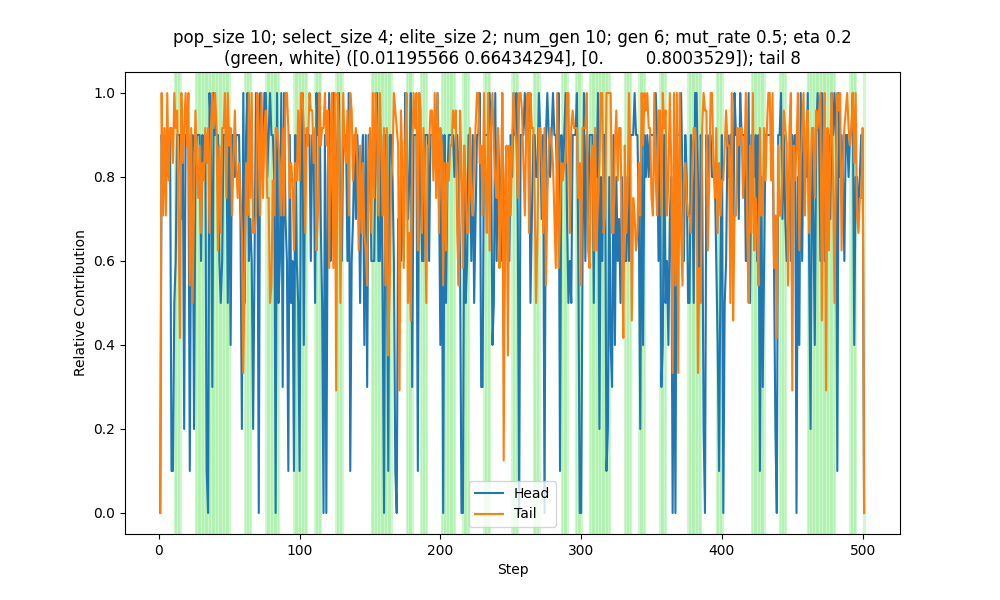 pop_size 10; select_size 4; elite_size 2; num_gen 10; gen 6; mut_rate 0.5; eta 0.2
(green, white) ([0.01195566 0.66434294], [0.         0.8003529]); tail 8
1.0
0.8
0.6
0.4
0.2
0.0
Relative Contribution
Head
Tail
0 100 200 300 400 500
Step